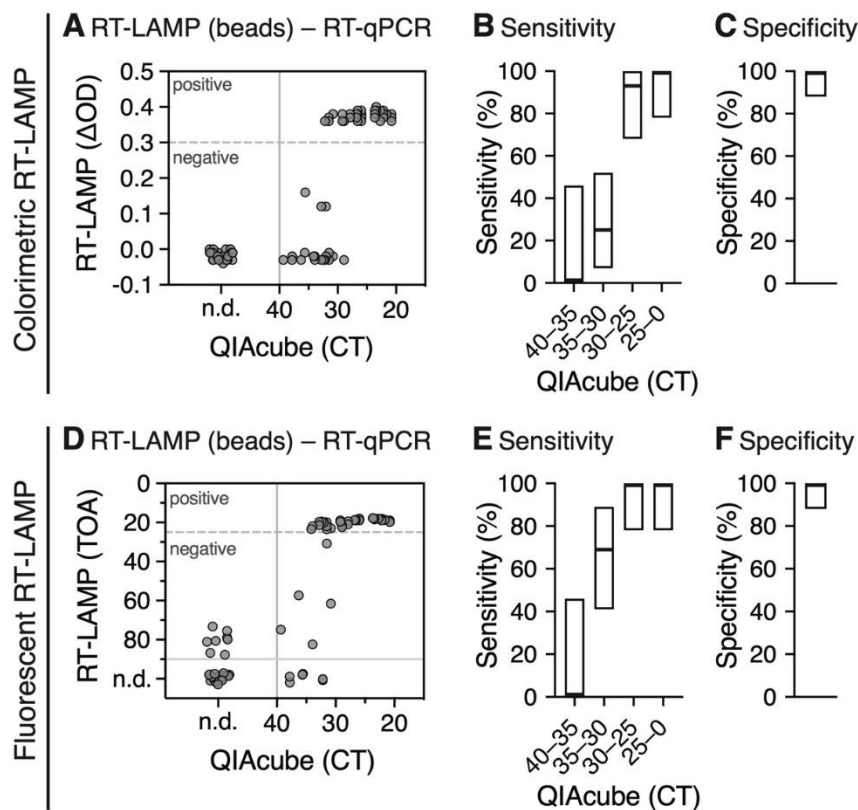 Colorimetric RT-LAMP
A RT-LAMP (beads) – RT-qPCR
RT-LAMP (ΔOD)
0.5
0.4
0.3
0.2
0.1
0.0
-0.1
positive
negative
n.d. 40 30 20
QIAcube (CT)
B Sensitivity
Sensitivity (%)
100
80
60
40
20
0
40–35
35–30
30–25
25–0
QIAcube (CT)
C Specificity
Specificity (%)
100
80
60
40
20
0
Fluorescent RT-LAMP
D RT-LAMP (beads) – RT-qPCR
RT-LAMP (TOA)
0
20
40
60
80
n.d.
positive
negative
n.d. 40 30 20
QIAcube (CT)
E Sensitivity
Sensitivity (%)
100
80
60
40
20
0
40–35
35–30
30–25
25–0
QIAcube (CT)
F Specificity
Specificity (%)
100
80
60
40
20
0